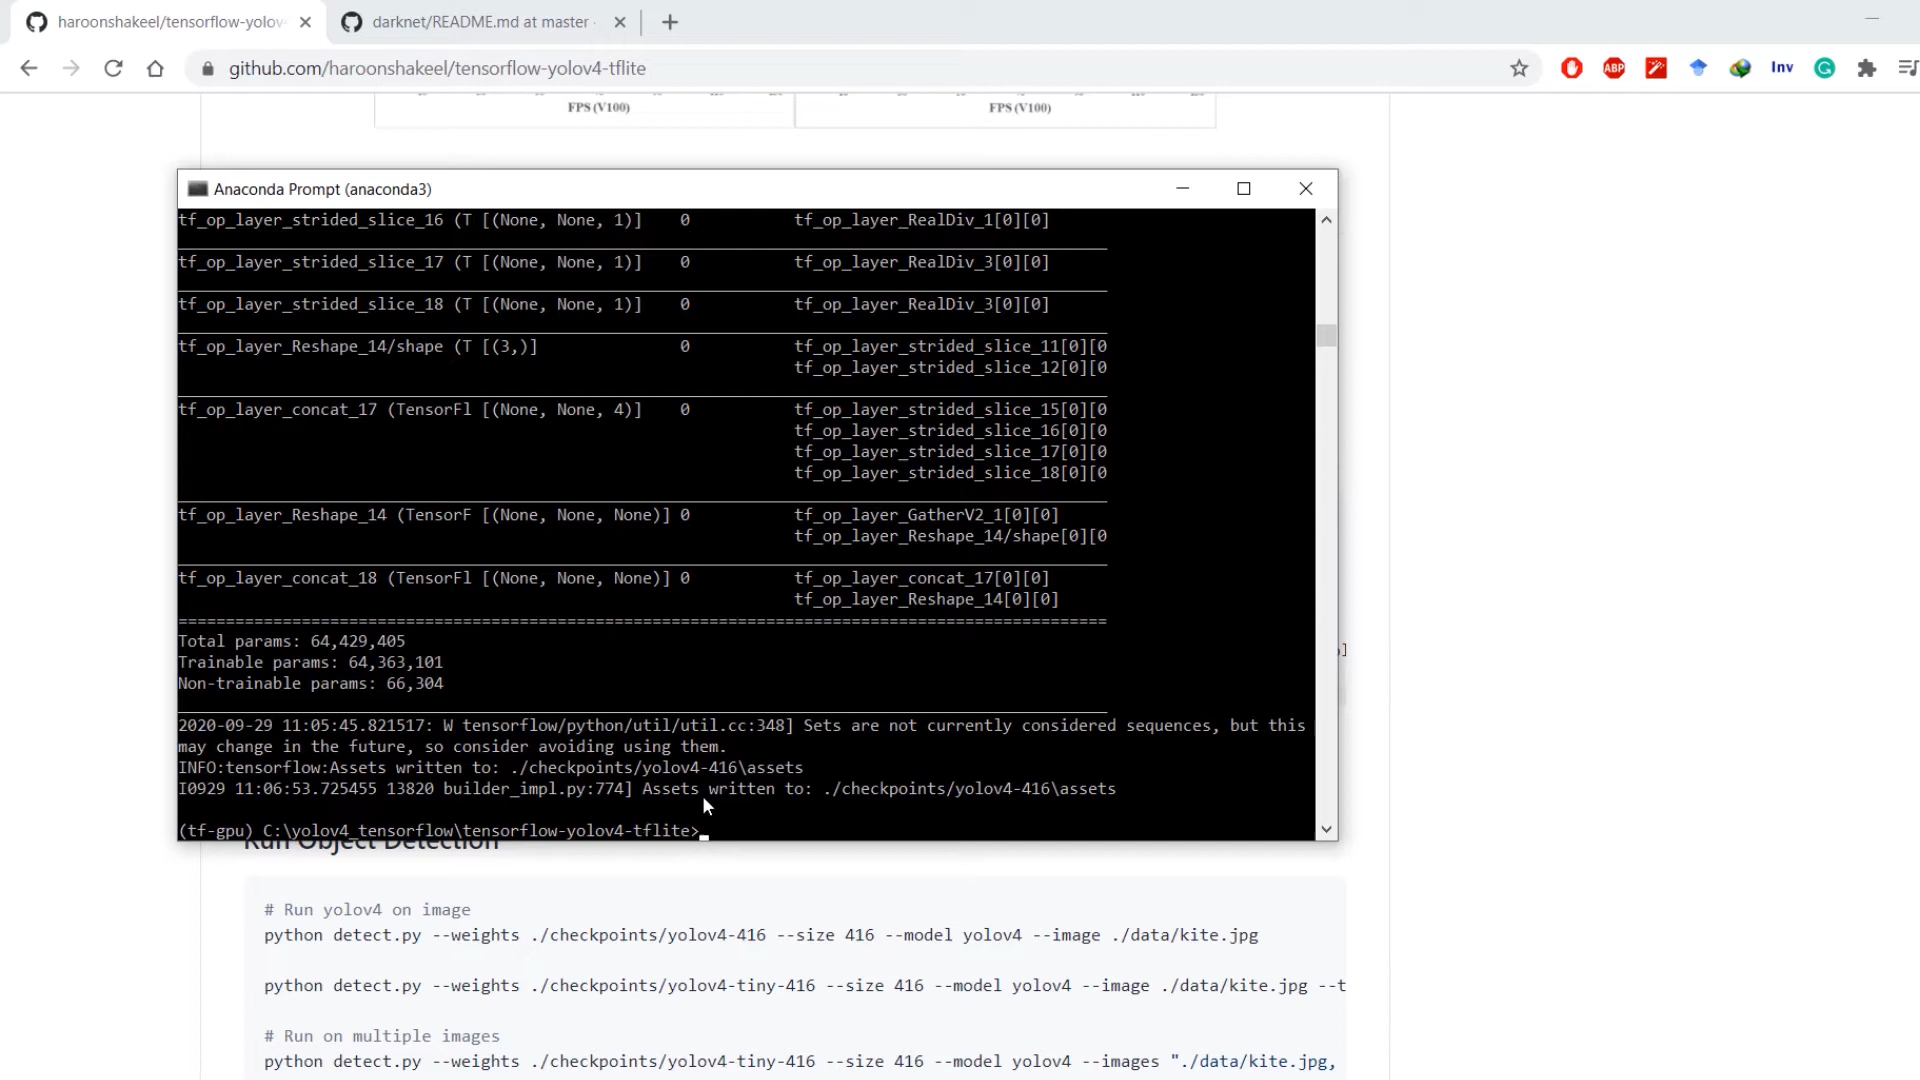 haroonshakeel/tensorflow-yolov
darknet/README.md at master
github.com/haroonshakeel/tensorflow-yolov4-tflite
ABP
Inv
FPS (V100)
FPS (V100)
Anaconda Prompt (anaconda3)
tf_op_layer_strided_slice_16 (T [(None, None, 1)] 0 tf_op_layer_RealDiv_1[0][0]
tf_op_layer_strided_slice_17 (T [(None, None, 1)] 0 tf_op_layer_RealDiv_3[0][0]
tf_op_layer_strided_slice_18 (T [(None, None, 1)] 0 tf_op_layer_RealDiv_3[0][0]
tf_op_layer_Reshape_14/shape (T [(3,)] 0 tf_op_layer_strided_slice_11[0][0
tf_op_layer_strided_slice_12[0][0
tf_op_layer_concat_17 (TensorFl [(None, None, 4)] 0 tf_op_layer_strided_slice_15[0][0
tf_op_layer_strided_slice_16[0][0
tf_op_layer_strided_slice_17[0][0
tf_op_layer_strided_slice_18[0][0
tf_op_layer_Reshape_14 (TensorF [(None, None, None)] 0 tf_op_layer_GatherV2_1[0][0]
tf_op_layer_Reshape_14/shape[0][0
tf_op_layer_concat_18 (TensorFl [(None, None, None)] 0 tf_op_layer_concat_17[0][0]
tf_op_layer_Reshape_14[0][0]
Total params: 64,429,405
Trainable params: 64,363,101
Non-trainable params: 66,304
2020-09-29 11:05:45.821517: W tensorflow/python/util/util.cc:348] Sets are not currently considered sequences, but this
may change in the future, so consider avoiding using them.
INFO:tensorflow:Assets written to: ./checkpoints/yolov4-416\assets
I0929 11:06:53.725455 13820 builder_impl.py:774] Assets written to: ./checkpoints/yolov4-416\assets
(tf-gpu) C:\yolov4_tensorflow\tensorflow-yolov4-tflite>
Run Object Detection
# Run yolov4 on image
python detect.py --weights ./checkpoints/yolov4-416 --size 416 --model yolov4 --image ./data/kite.jpg
python detect.py --weights ./checkpoints/yolov4-tiny-416 --size 416 --model yolov4 --image ./data/kite.jpg --t
# Run on multiple images
python detect.py --weights ./checkpoints/yolov4-tiny-416 --size 416 --model yolov4 --images "./data/kite.jpg,